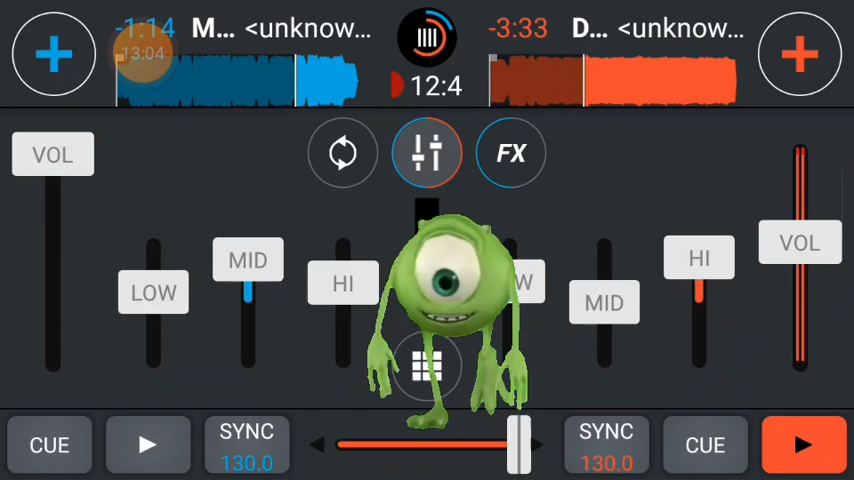 -1:14 M... <unknow...
13:04
-3:33 D... <unknow...
12:4
VOL
FX
LOW
MID
HI
W
MID
HI
VOL
CUE
SYNC
130.0
SYNC
130.0
CUE